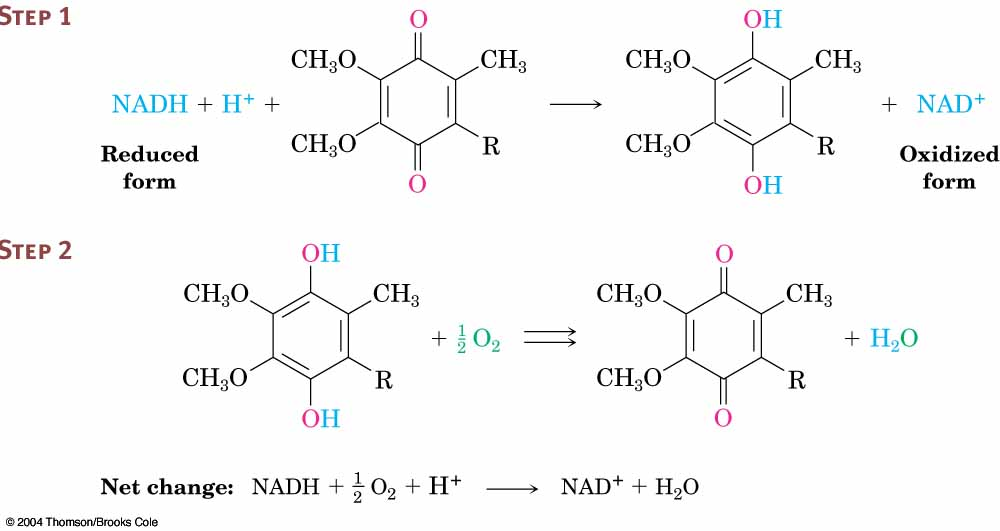 STEP 1
O
OH
CH₃O
CH₃
CH₃O
CH₃
NADH + H⁺ +
+ NAD⁺
CH₃O
R
CH₃O
R
Reduced
form
Oxidized
form
O
OH
STEP 2
OH
O
CH₃O
CH₃
CH₃O
CH₃
+ ½ O₂
+ H₂O
CH₃O
R
CH₃O
R
OH
O
Net change: NADH + ½ O₂ + H⁺ ⟶ NAD⁺ + H₂O
© 2004 Thomson/Brooks Cole